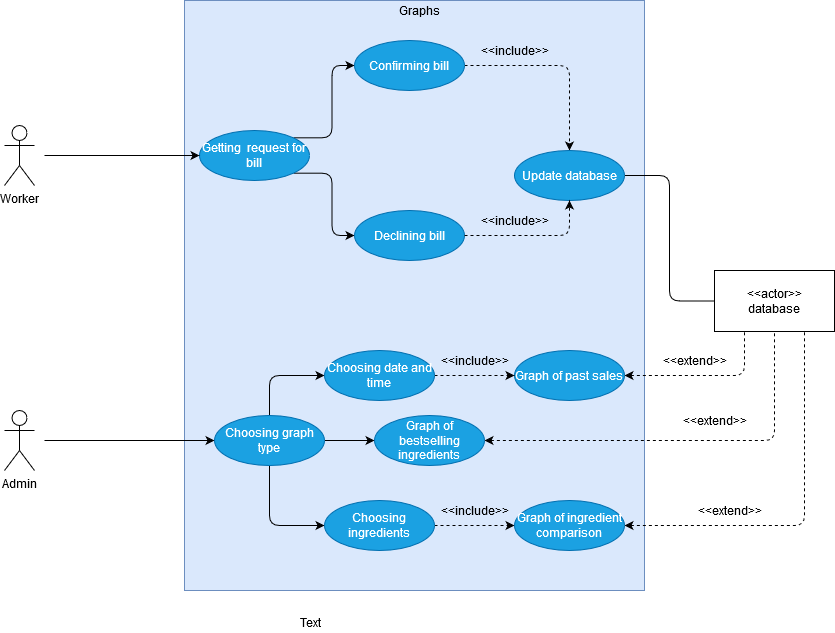 Graphs
Confirming bill
<<include>>
Getting request for
bill
Worker
Update database
Declining bill
<<include>>
<<actor>>
database
Choosing date and
time
<<include>>
Graph of past sales
<<extend>>
Choosing graph
type
Graph of
bestselling
ingredients
<<extend>>
Admin
Choosing
ingredients
<<include>>
Graph of ingredient
comparison
<<extend>>
Text